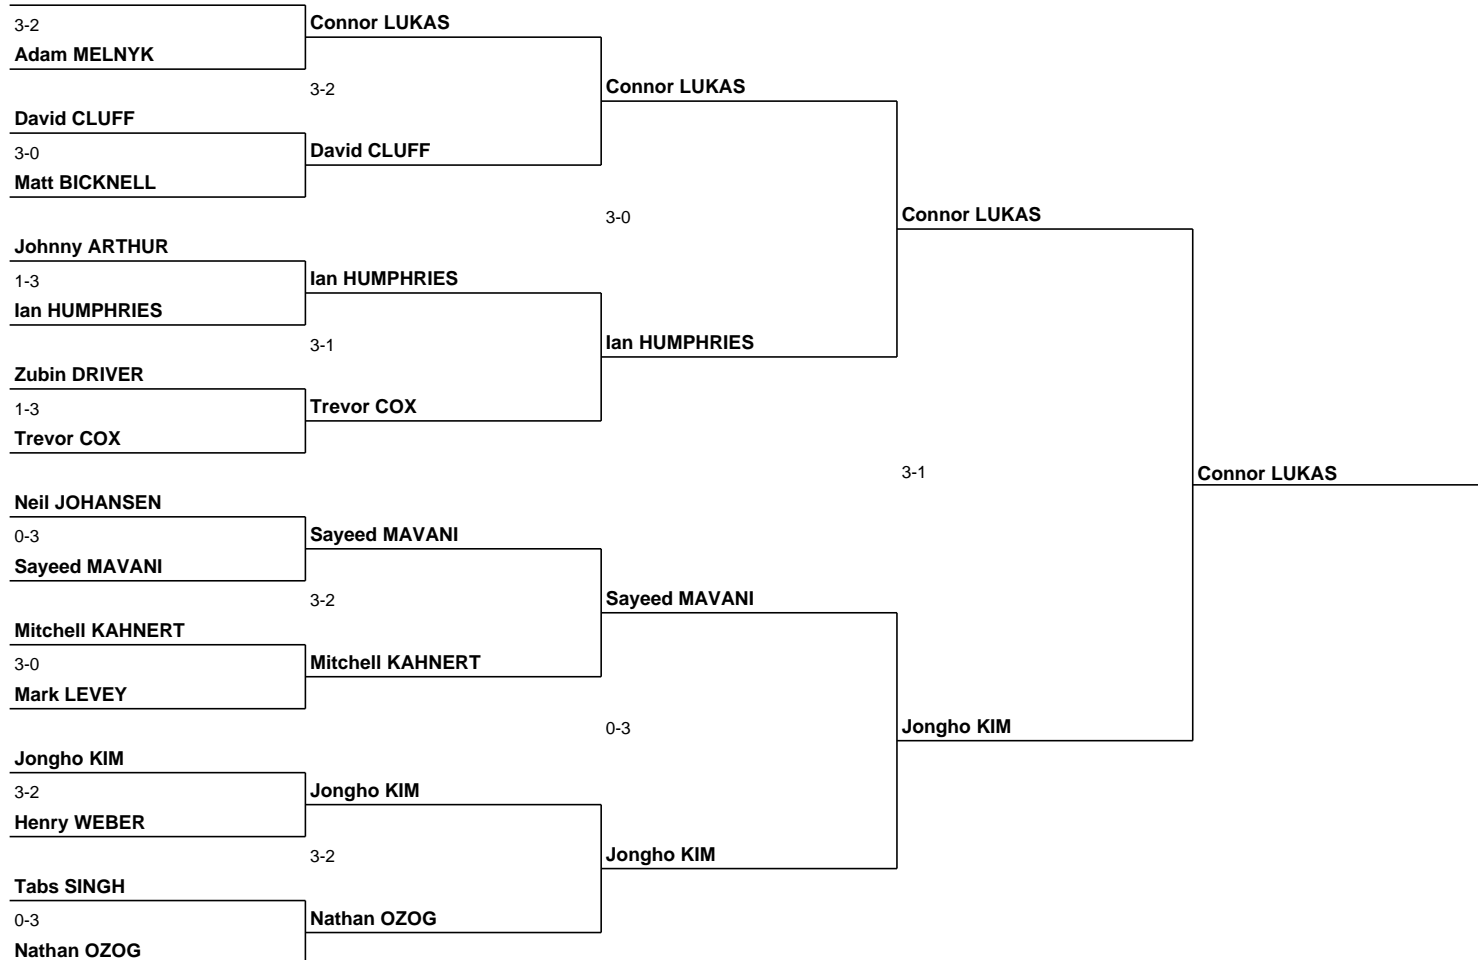 3-2
Adam MELNYK
David CLUFF
3-0
Matt BICKNELL
Johnny ARTHUR
1-3
Ian HUMPHRIES
Zubin DRIVER
1-3
Trevor COX
Neil JOHANSEN
0-3
Sayeed MAVANI
Mitchell KAHNERT
3-0
Mark LEVEY
Jongho KIM
3-2
Henry WEBER
Tabs SINGH
0-3
Nathan OZOG
Connor LUKAS
3-2
David CLUFF
Ian HUMPHRIES
3-1
Trevor COX
Sayeed MAVANI
3-2
Mitchell KAHNERT
Jongho KIM
3-2
Nathan OZOG
Connor LUKAS
3-0
Ian HUMPHRIES
Sayeed MAVANI
0-3
Jongho KIM
Connor LUKAS
3-1
Jongho KIM
Connor LUKAS